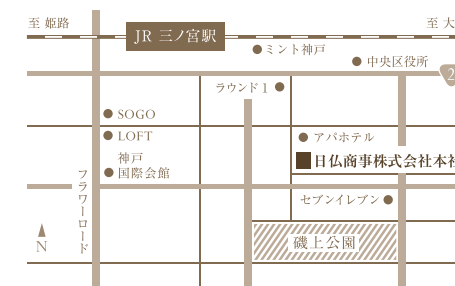 至 姫路
至 大
JR 三ノ宮駅
ミント神戸
中央区役所
2
ラウンド1
SOGO
LOFT
アパホテル
神戸
国際会館
日仏商事株式会社本社
フラワーロード
セブンイレブン
磯上公園
N